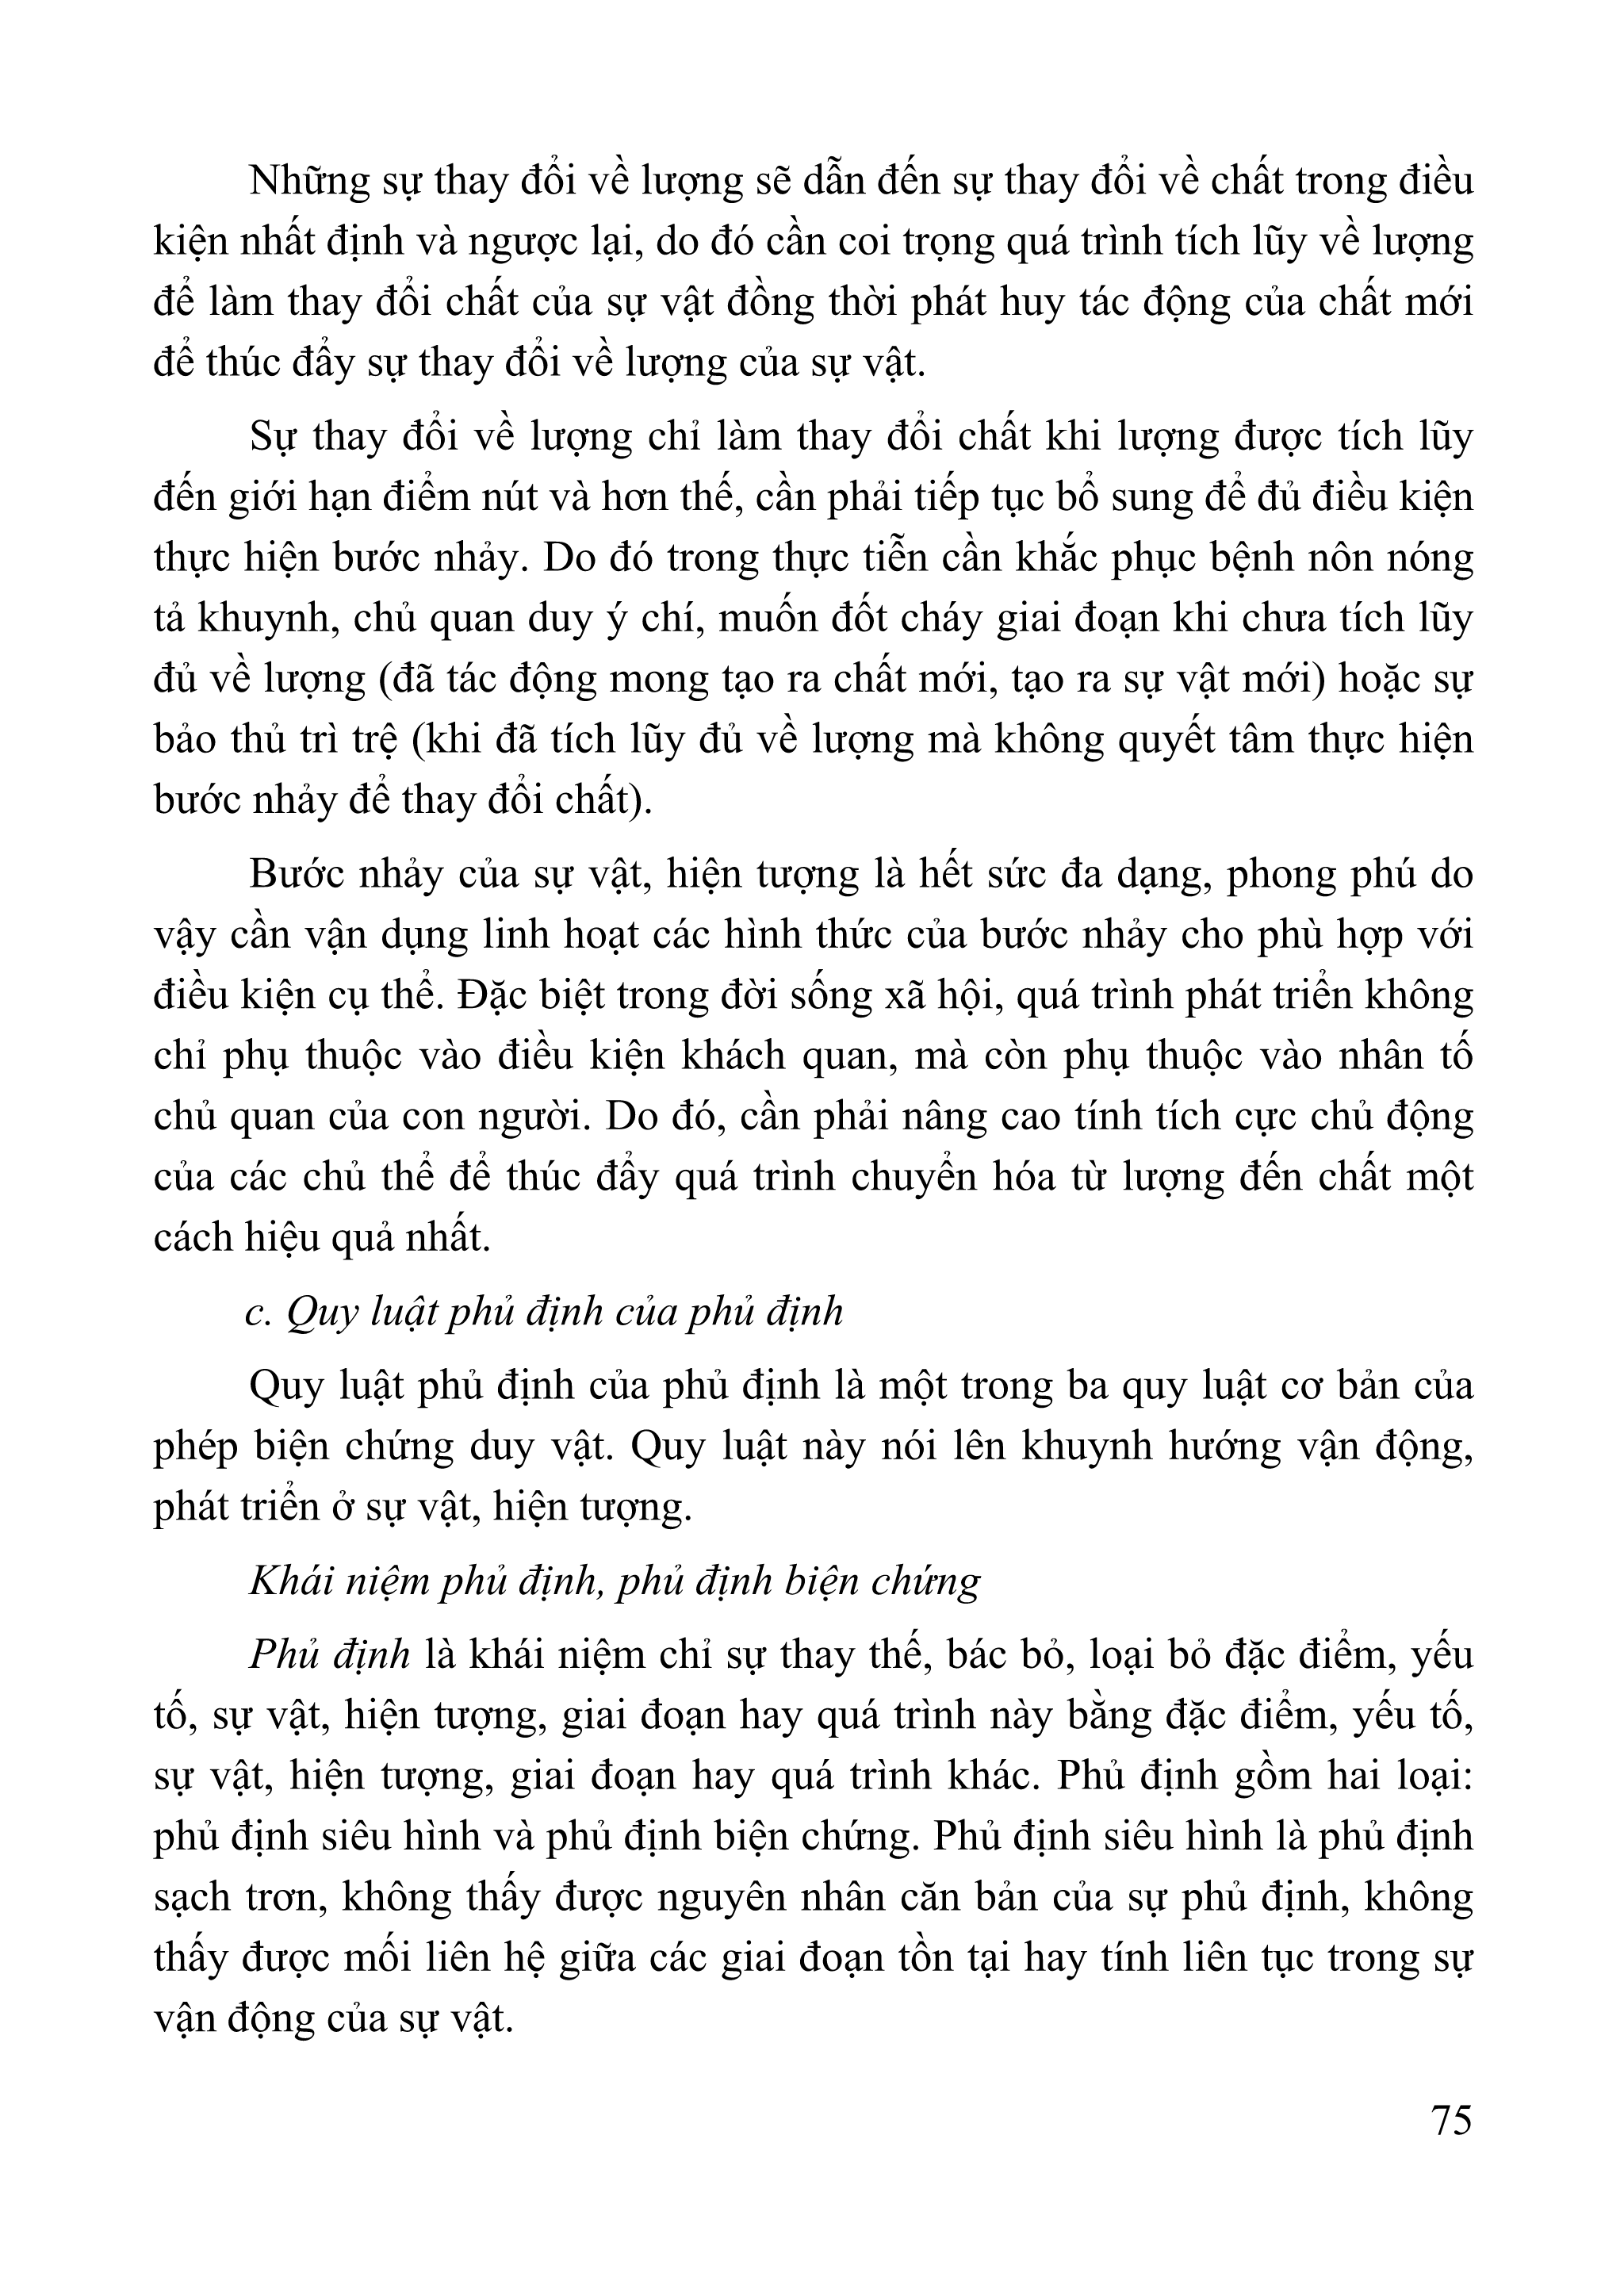 Những sự thay đổi về lượng sẽ dẫn đến sự thay đổi về chất trong điều
kiện nhất định và ngược lại, do đó cần coi trọng quá trình tích lũy về lượng
để làm thay đổi chất của sự vật đồng thời phát huy tác động của chất mới
để thúc đẩy sự thay đổi về lượng của sự vật.
Sự thay đổi về lượng chỉ làm thay đổi chất khi lượng được tích lũy
đến giới hạn điểm nút và hơn thế, cần phải tiếp tục bổ sung để đủ điều kiện
thực hiện bước nhảy. Do đó trong thực tiễn cần khắc phục bệnh nôn nóng
tả khuynh, chủ quan duy ý chí, muốn đốt cháy giai đoạn khi chưa tích lũy
đủ về lượng (đã tác động mong tạo ra chất mới, tạo ra sự vật mới) hoặc sự
bảo thủ trì trệ (khi đã tích lũy đủ về lượng mà không quyết tâm thực hiện
bước nhảy để thay đổi chất).
Bước nhảy của sự vật, hiện tượng là hết sức đa dạng, phong phú do
vậy cần vận dụng linh hoạt các hình thức của bước nhảy cho phù hợp với
điều kiện cụ thể. Đặc biệt trong đời sống xã hội, quá trình phát triển không
chỉ phụ thuộc vào điều kiện khách quan, mà còn phụ thuộc vào nhân tố
chủ quan của con người. Do đó, cần phải nâng cao tính tích cực chủ động
của các chủ thể để thúc đẩy quá trình chuyển hóa từ lượng đến chất một
cách hiệu quả nhất.
c. Quy luật phủ định của phủ định
Quy luật phủ định của phủ định là một trong ba quy luật cơ bản của
phép biện chứng duy vật. Quy luật này nói lên khuynh hướng vận động,
phát triển ở sự vật, hiện tượng.
Khái niệm phủ định, phủ định biện chứng
Phủ định là khái niệm chỉ sự thay thế, bác bỏ, loại bỏ đặc điểm, yếu
tố, sự vật, hiện tượng, giai đoạn hay quá trình này bằng đặc điểm, yếu tố,
sự vật, hiện tượng, giai đoạn hay quá trình khác. Phủ định gồm hai loại:
phủ định siêu hình và phủ định biện chứng. Phủ định siêu hình là phủ định
sạch trơn, không thấy được nguyên nhân căn bản của sự phủ định, không
thấy được mối liên hệ giữa các giai đoạn tồn tại hay tính liên tục trong sự
vận động của sự vật.
75